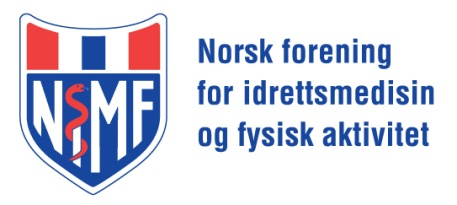 NIMF
Norsk forening
for idrettsmedisin
og fysisk aktivitet